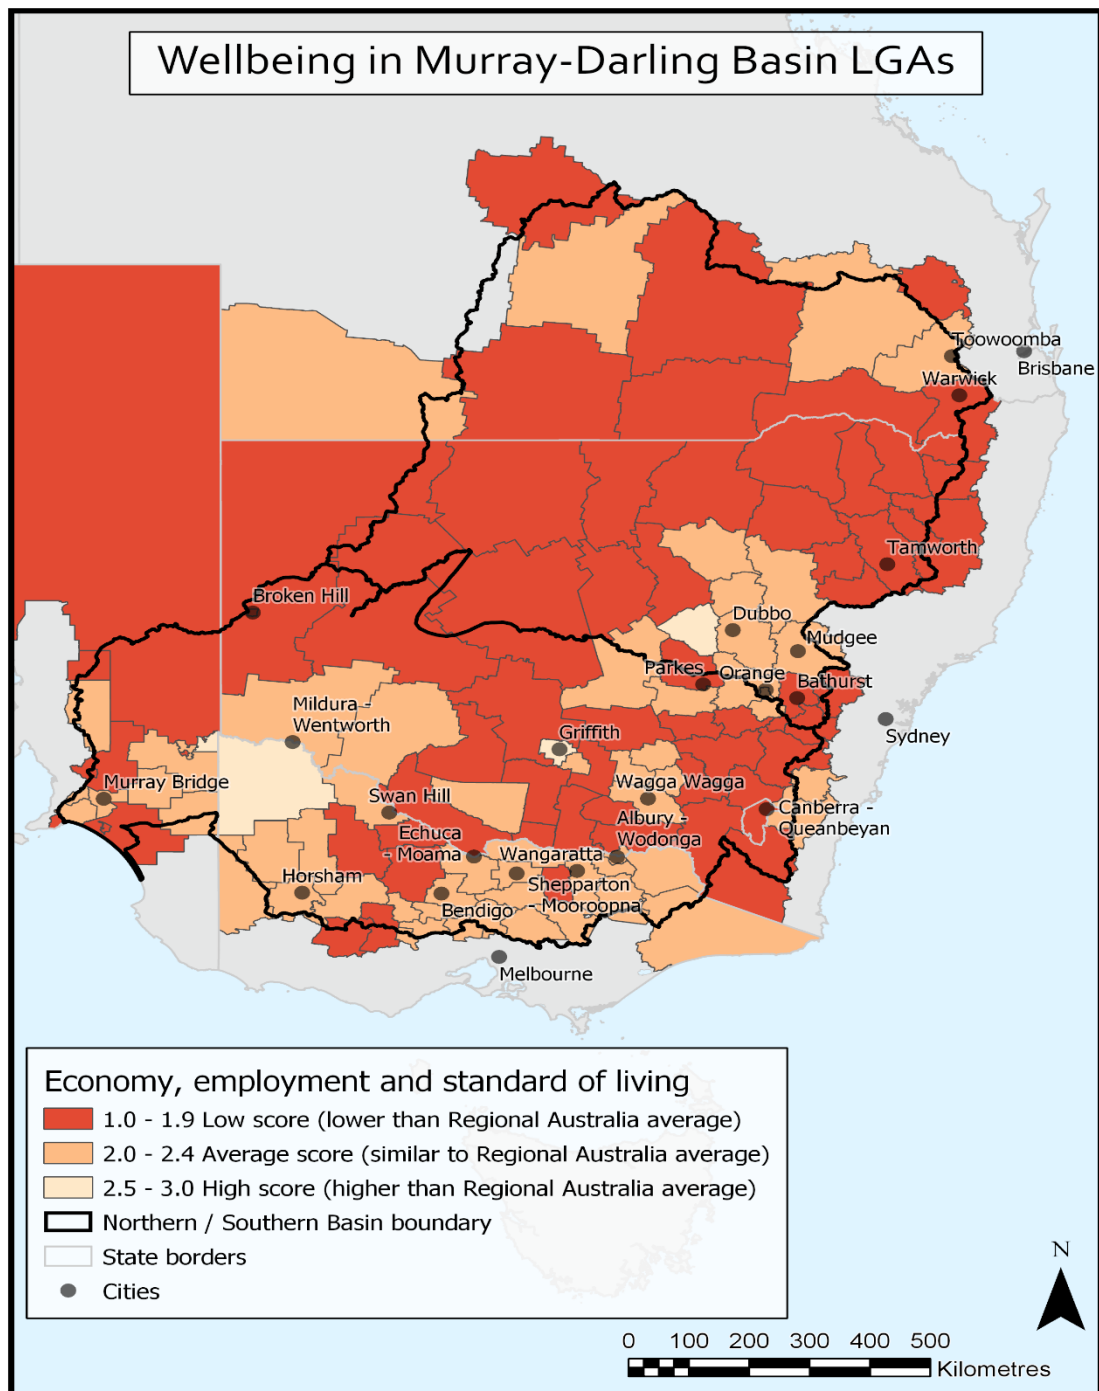 Wellbeing in Murray-Darling Basin LGAs
Toowoomba
Brisbane
Warwick
Tamworth
Broken Hill
Dubbo
Mudgee
Parkes
Orange
Bathurst
Mildura -
Wentworth
Griffith
Sydney
Murray Bridge
Swan Hill
Wagga Wagga
Canberra -
Queanbeyan
Echuca
- Moama
Albury -
Wodonga
Wangaratta
Horsham
Shepparton
- Mooroopna
Bendigo
Melbourne
Economy, employment and standard of living
1.0 - 1.9 Low score (lower than Regional Australia average)
2.0 - 2.4 Average score (similar to Regional Australia average)
2.5 - 3.0 High score (higher than Regional Australia average)
Northern / Southern Basin boundary
State borders
Cities
N
0 100 200 300 400 500
Kilometres